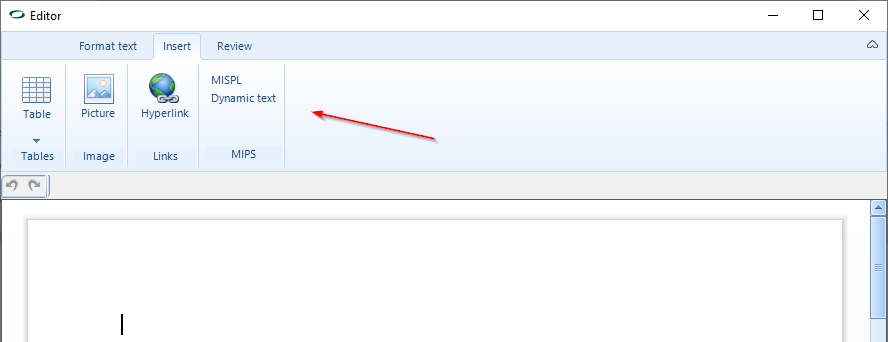 Editor
Format text Insert Review
MISPL
Dynamic text
Table Picture Hyperlink
Tables Image Links MIPS